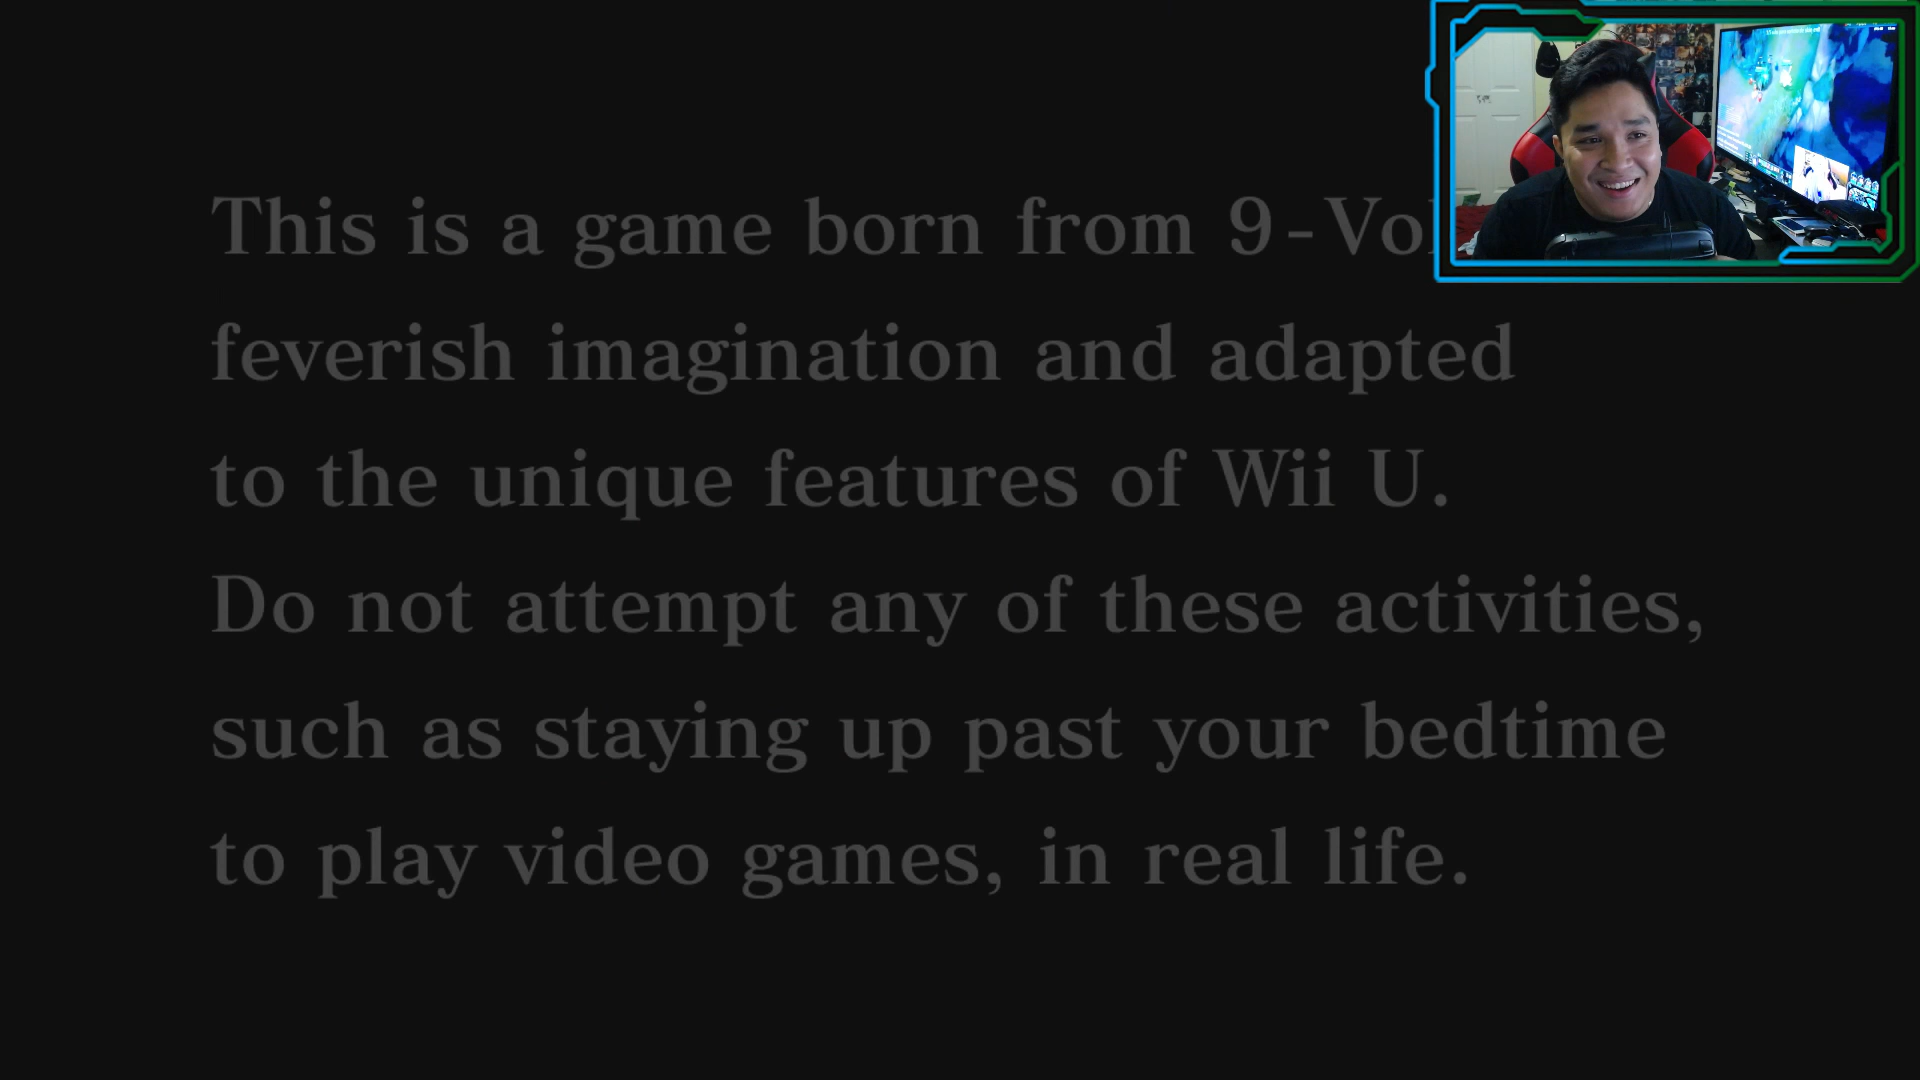 This is a game born from 9-Vol
feverish imagination and adapted
to the unique features of Wii U.
Do not attempt any of these activities,
such as staying up past your bedtime
to play video games, in real life.